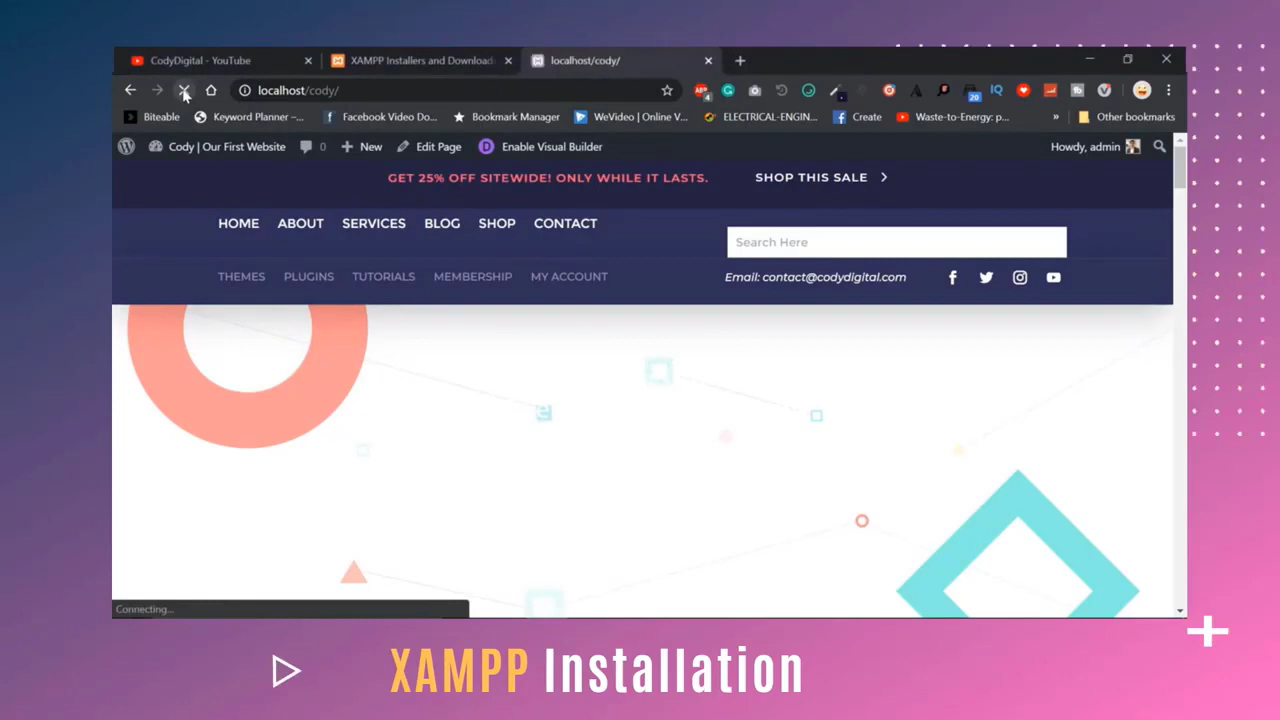 CodyDigital - YouTube
XAMPP Installers and Download
localhost/cody/
localhost/cody/
4
20
IQ
Biteable
Keyword Planner –...
Facebook Video Do...
Bookmark Manager
WeVideo | Online V...
ELECTRICAL-ENGIN...
Create
Waste-to-Energy: p...
»
Other bookmarks
Cody | Our First Website
0
New
Edit Page
D
Enable Visual Builder
Howdy, admin
GET 25% OFF SITEWIDE! ONLY WHILE IT LASTS.
SHOP THIS SALE
HOME ABOUT SERVICES BLOG SHOP CONTACT
Search Here
THEMES PLUGINS TUTORIALS MEMBERSHIP MY ACCOUNT
Email: contact@codydigital.com
Connecting...
XAMPP Installation